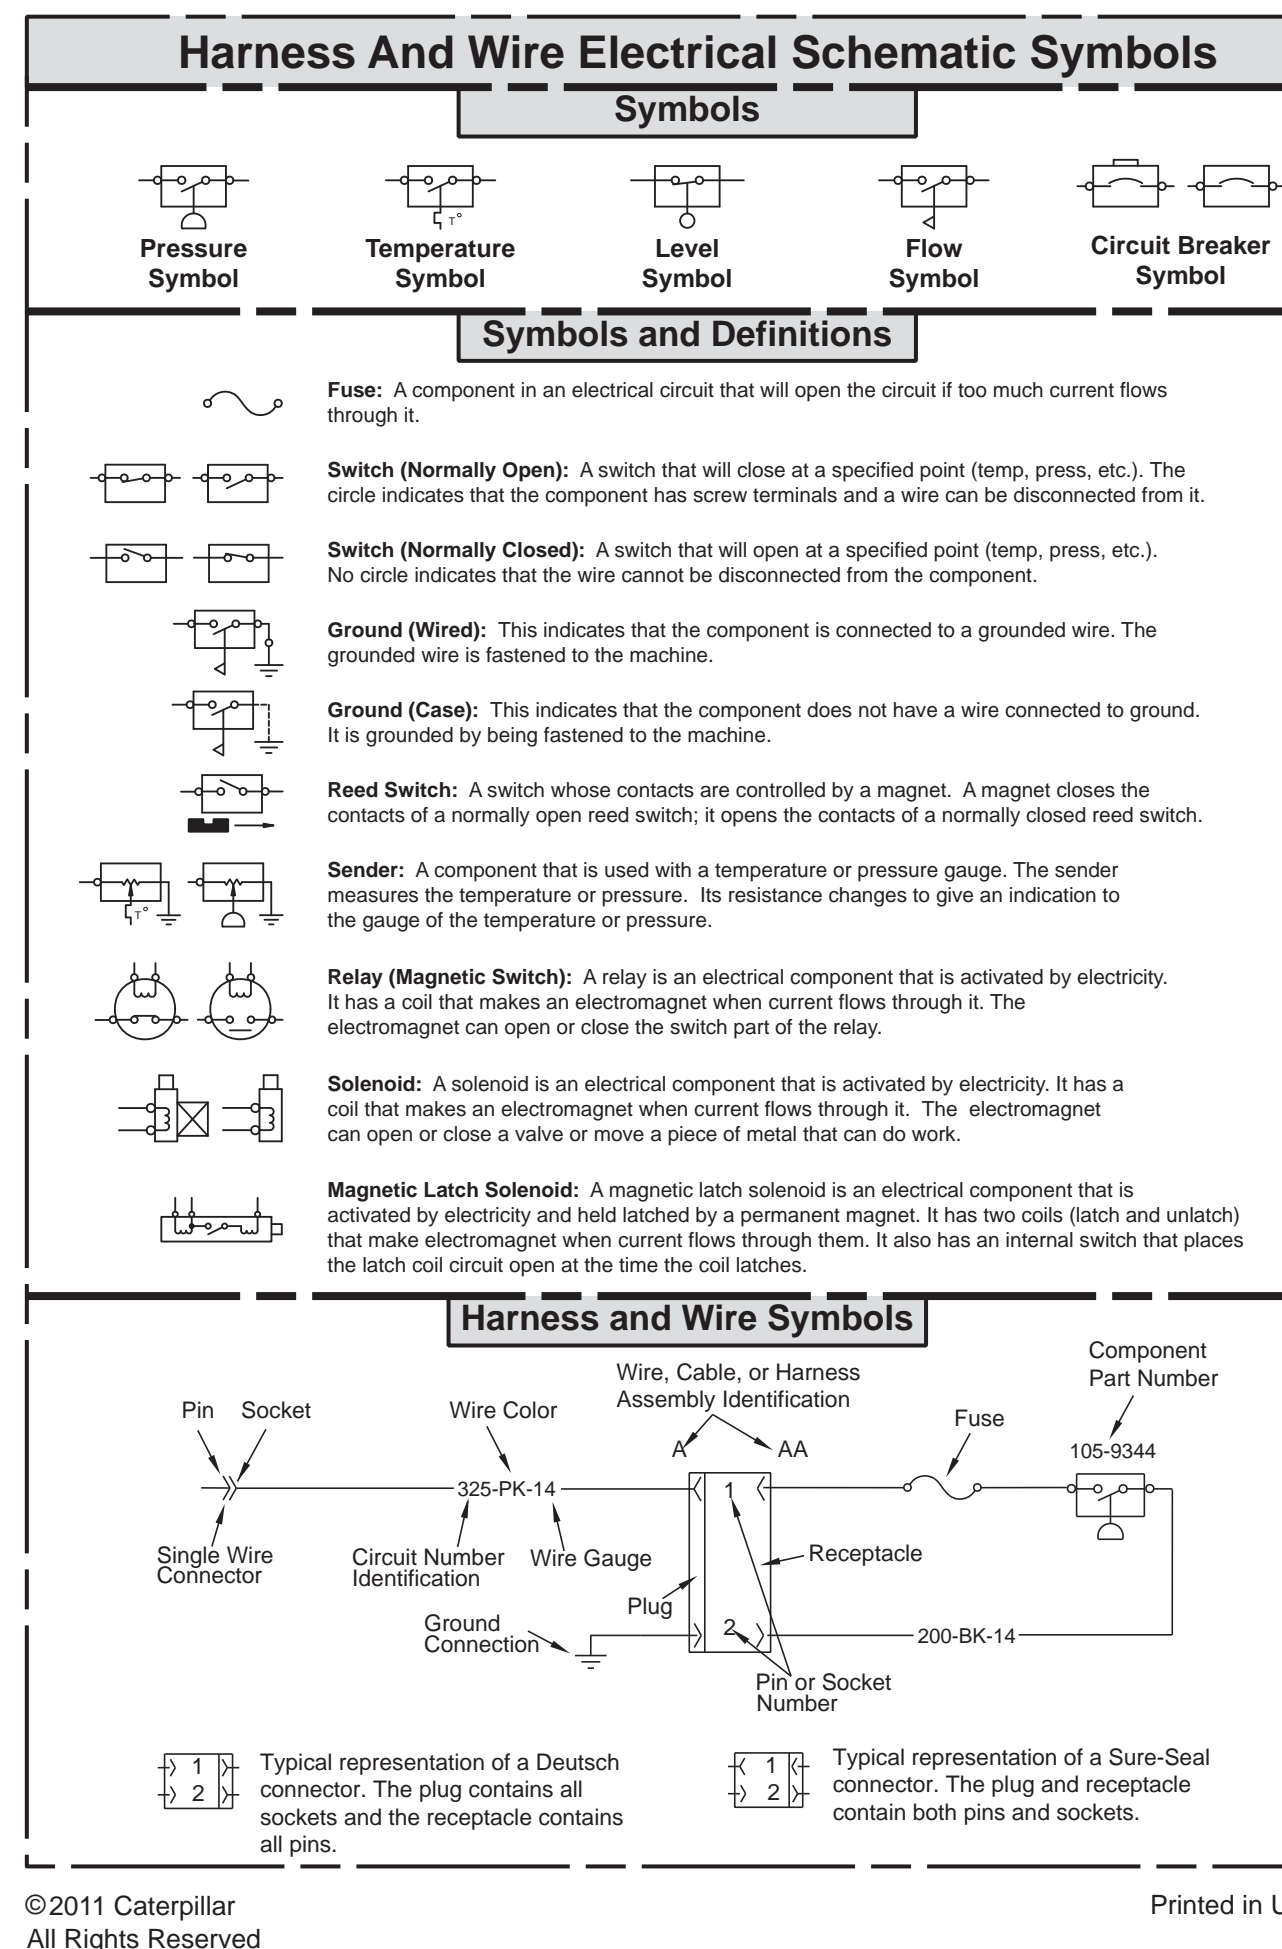 Harness And Wire Electrical Schematic Symbols
Symbols
T°
Pressure
Symbol
Temperature
Symbol
Level
Symbol
Flow
Symbol
Circuit Breaker
Symbol
Symbols and Definitions
Fuse: A component in an electrical circuit that will open the circuit if too much current flows
through it.
Switch (Normally Open): A switch that will close at a specified point (temp, press, etc.). The
circle indicates that the component has screw terminals and a wire can be disconnected from it.
Switch (Normally Closed): A switch that will open at a specified point (temp, press, etc.).
No circle indicates that the wire cannot be disconnected from the component.
Ground (Wired): This indicates that the component is connected to a grounded wire. The
grounded wire is fastened to the machine.
Ground (Case): This indicates that the component does not have a wire connected to ground.
It is grounded by being fastened to the machine.
Reed Switch: A switch whose contacts are controlled by a magnet. A magnet closes the
contacts of a normally open reed switch; it opens the contacts of a normally closed reed switch.
Sender: A component that is used with a temperature or pressure gauge. The sender
measures the temperature or pressure. Its resistance changes to give an indication to
the gauge of the temperature or pressure.
T°
Relay (Magnetic Switch): A relay is an electrical component that is activated by electricity.
It has a coil that makes an electromagnet when current flows through it. The
electromagnet can open or close the switch part of the relay.
Solenoid: A solenoid is an electrical component that is activated by electricity. It has a
coil that makes an electromagnet when current flows through it. The electromagnet
can open or close a valve or move a piece of metal that can do work.
Magnetic Latch Solenoid: A magnetic latch solenoid is an electrical component that is
activated by electricity and held latched by a permanent magnet. It has two coils (latch and unlatch)
that make electromagnet when current flows through them. It also has an internal switch that places
the latch coil circuit open at the time the coil latches.
Harness and Wire Symbols
Pin
Socket
Wire Color
Wire, Cable, or Harness
Assembly Identification
Component
Part Number
Fuse
A
AA
105-9344
325-PK-14
1
Single Wire
Connector
Circuit Number
Identification
Wire Gauge
Receptacle
Plug
Ground
Connection
2
200-BK-14
Pin or Socket
Number
1
2
Typical representation of a Deutsch
connector. The plug contains all
sockets and the receptacle contains
all pins.
1
2
Typical representation of a Sure-Seal
connector. The plug and receptacle
contain both pins and sockets.
©2011 Caterpillar
All Rights Reserved
Printed in U